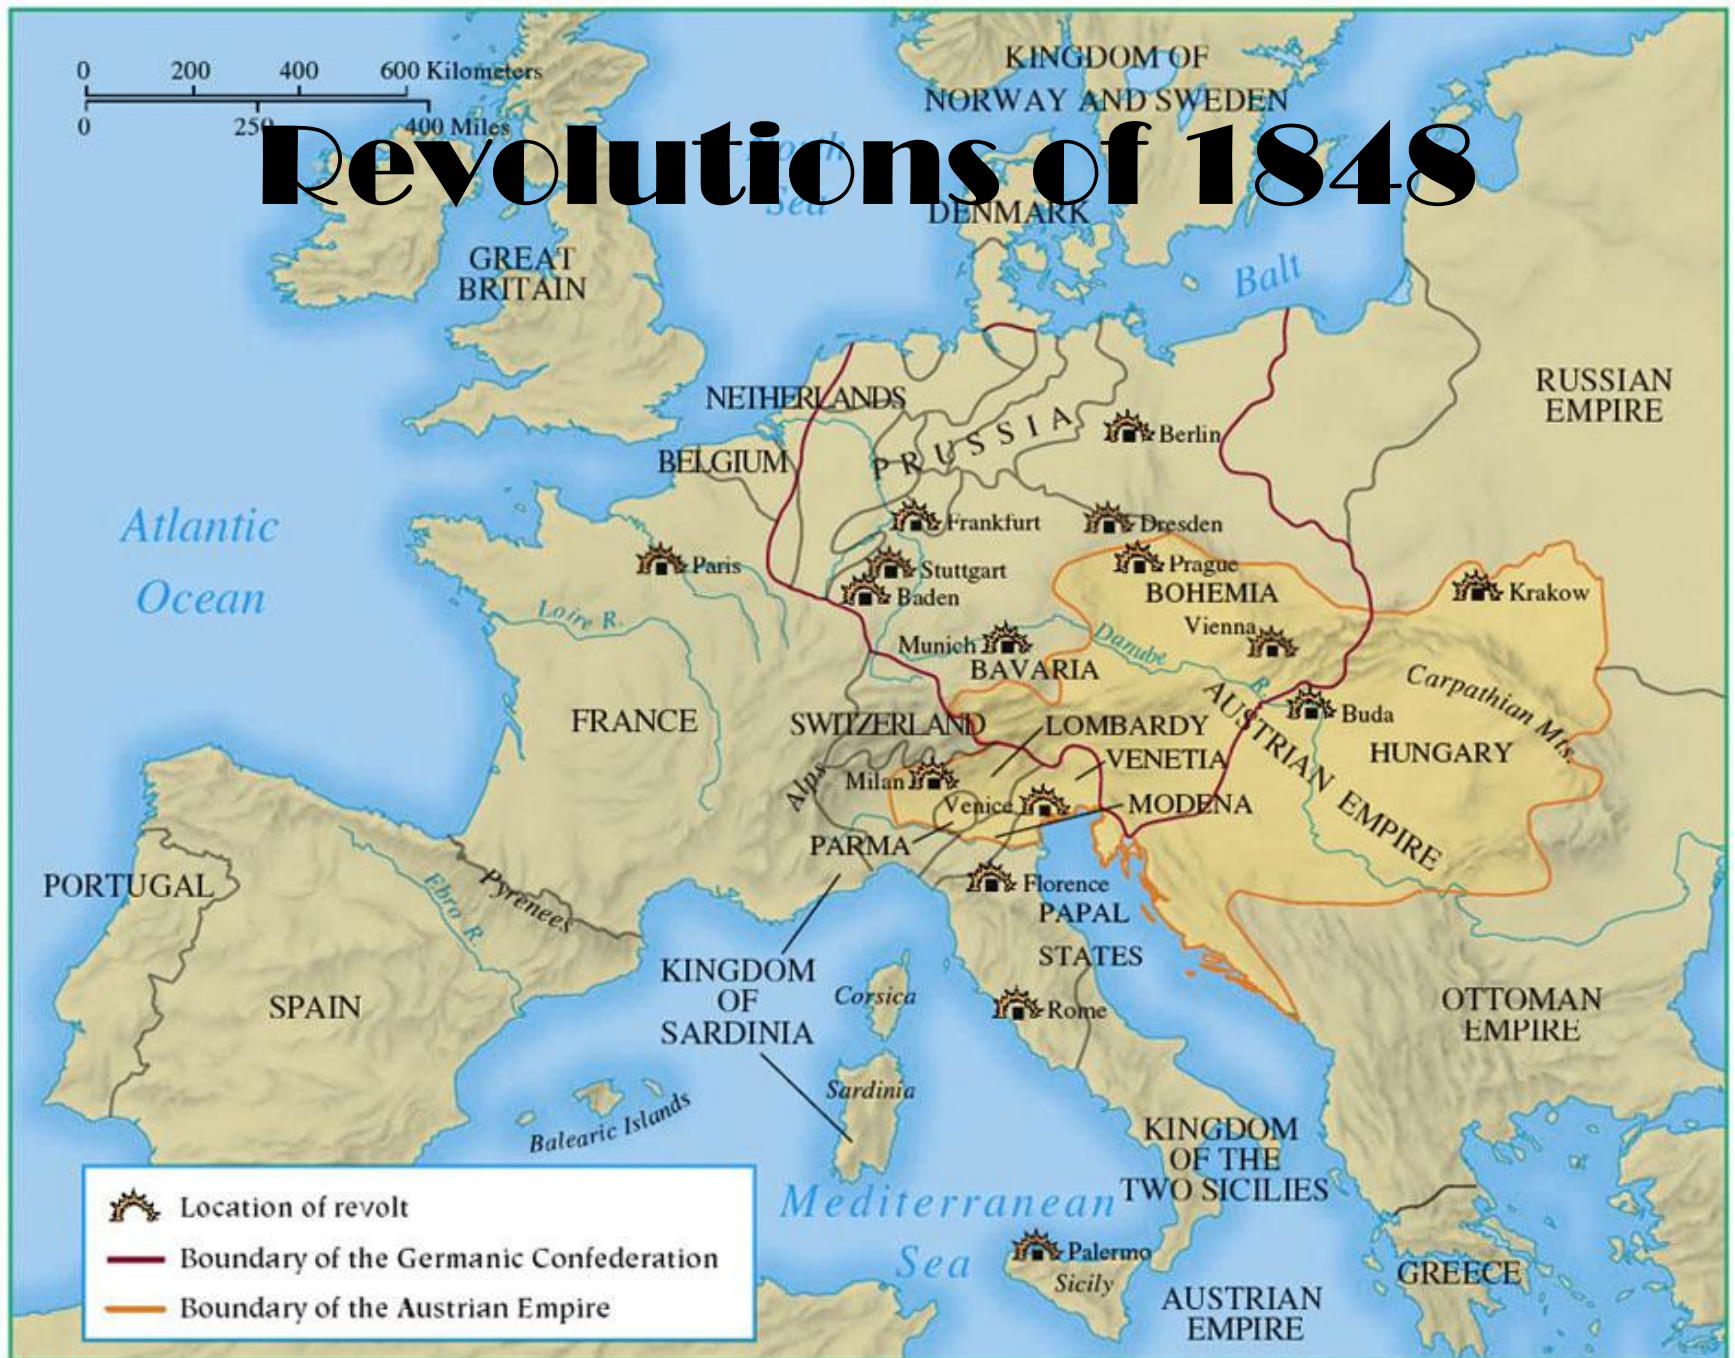 0 200 400 600 Kilometers
0 250 400 Miles
Revolutions of 1848
KINGDOM OF
NORWAY AND SWEDEN
North
Sea
DENMARK
GREAT
BRITAIN
Balt
RUSSIAN
EMPIRE
NETHERLANDS
PRUSSIA
Berlin
BELGIUM
Atlantic
Ocean
Frankfurt
Dresden
Paris
Stuttgart
Prague
Baden
BOHEMIA
Krakow
Loire R.
Vienna
Munich
Danube R.
BAVARIA
Carpathian Mts.
FRANCE
SWITZERLAND
LOMBARDY
AUSTRIAN EMPIRE
Buda
HUNGARY
VENETIA
Alps
Milan
Venice
MODENA
PARMA
PORTUGAL
Ebro R.
Pyrenees
Florence
PAPAL
STATES
KINGDOM
OF
SARDINIA
Corsica
SPAIN
Rome
OTTOMAN
EMPIRE
Sardinia
Balearic Islands
KINGDOM
OF THE
TWO SICILIES
Mediterranean
Sea
Palermo
Sicily
GREECE
AUSTRIAN
EMPIRE
Location of revolt
Boundary of the Germanic Confederation
Boundary of the Austrian Empire